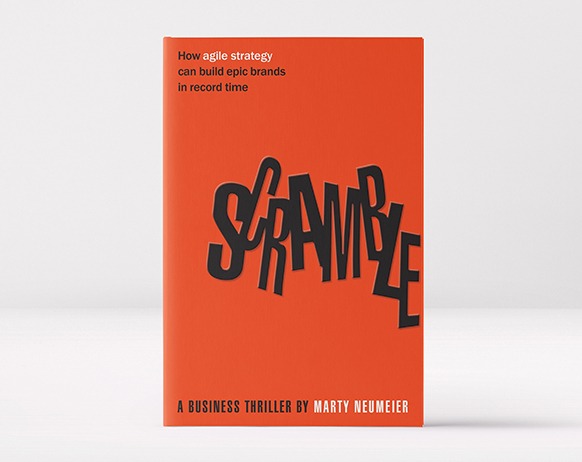 How agile strategy
can build epic brands
in record time
SCRAMBLE
A BUSINESS THRILLER BY MARTY NEUMEIER